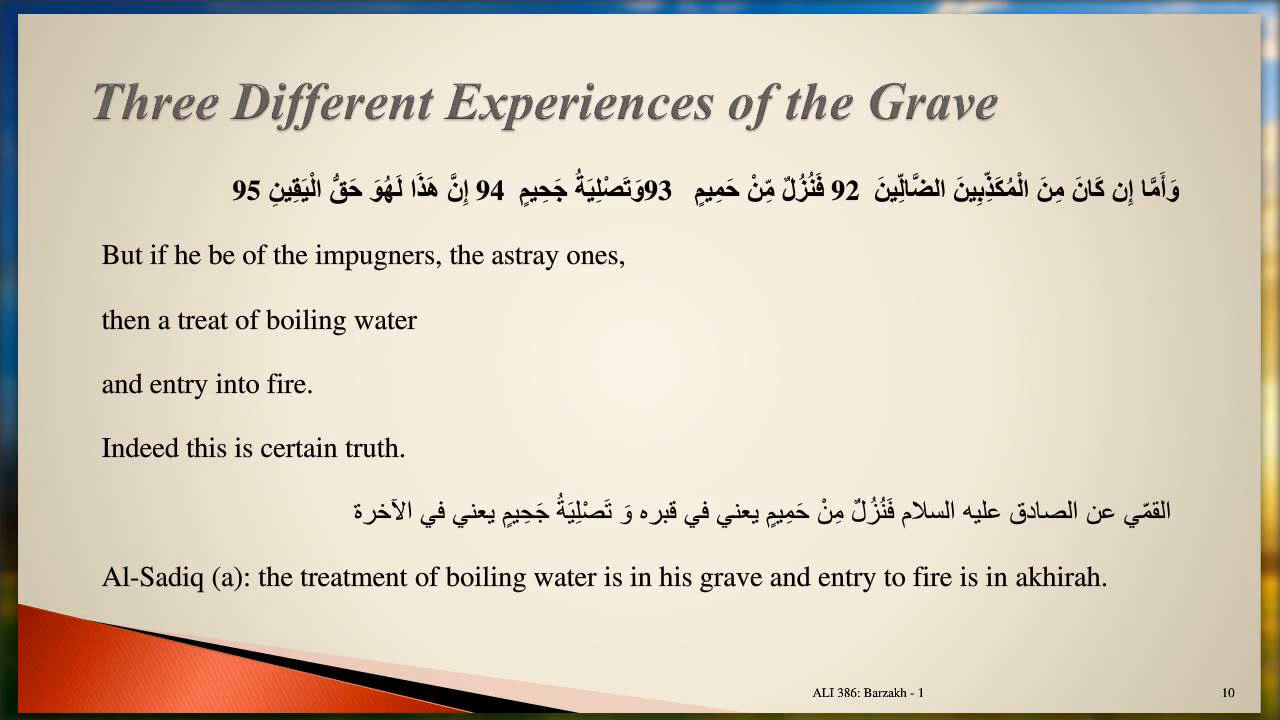 Three Different Experiences of the Grave
وَأَمَّا إِن كَانَ مِنَ الْمُكَذِّبِينَ الضَّالِّينَ 92 فَنُزُلٌ مِّنْ حَمِيمٍ 93وَتَصْلِيَةُ جَحِيمٍ 94 إِنَّ هَذَا لَهُوَ حَقُّ الْيَقِينِ 95
But if he be of the impugners, the astray ones,
then a treat of boiling water
and entry into fire.
Indeed this is certain truth.
القمّي عن الصادق عليه السلام فَنُزُلٌ مِنْ حَمِيمٍ يعني في قبره وَ تَصْلِيَةُ جَحِيمٍ يعني في الآخرة
Al-Sadiq (a): the treatment of boiling water is in his grave and entry to fire is in akhirah.
ALI 386: Barzakh - 1
10